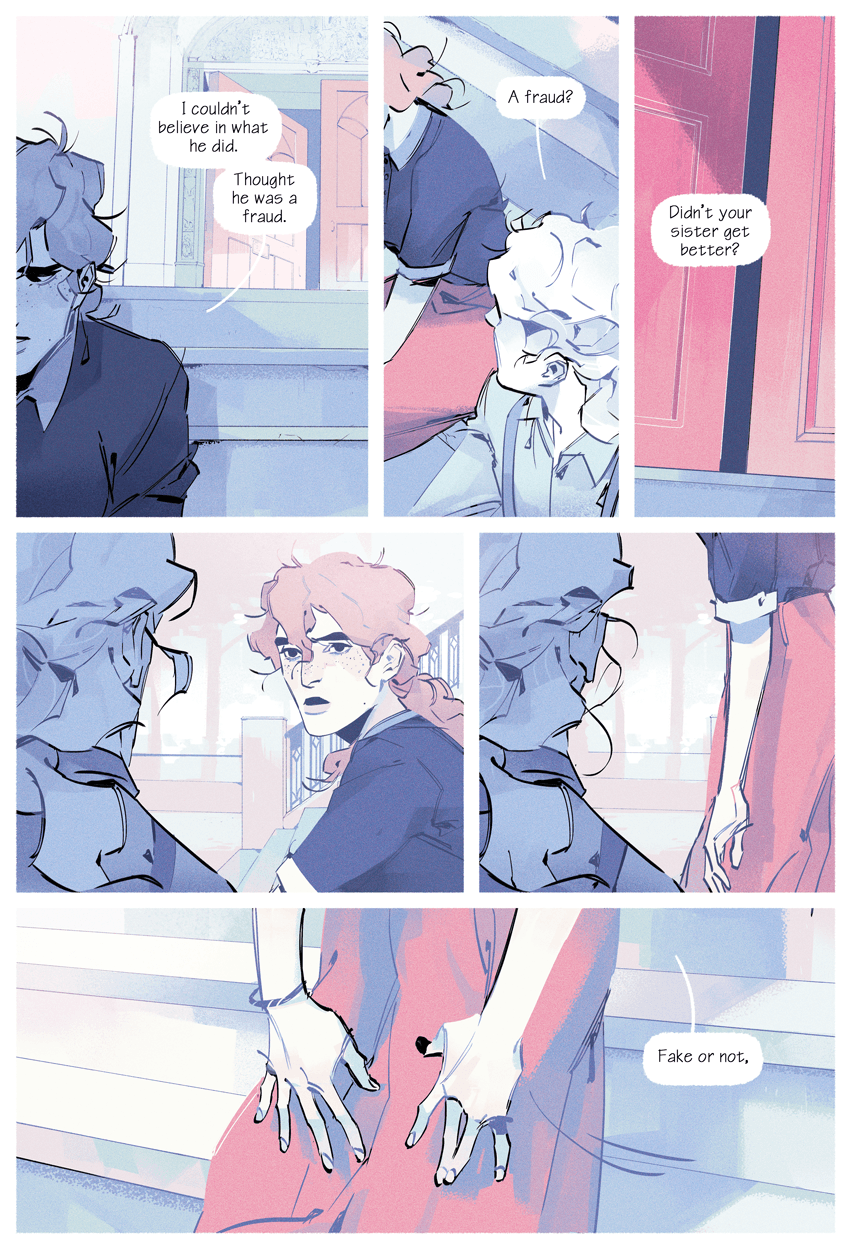 I couldn't
believe in what
he did.
Thought
he was a
fraud.
A fraud?
Didn't your
sister get
better?
Fake or not,